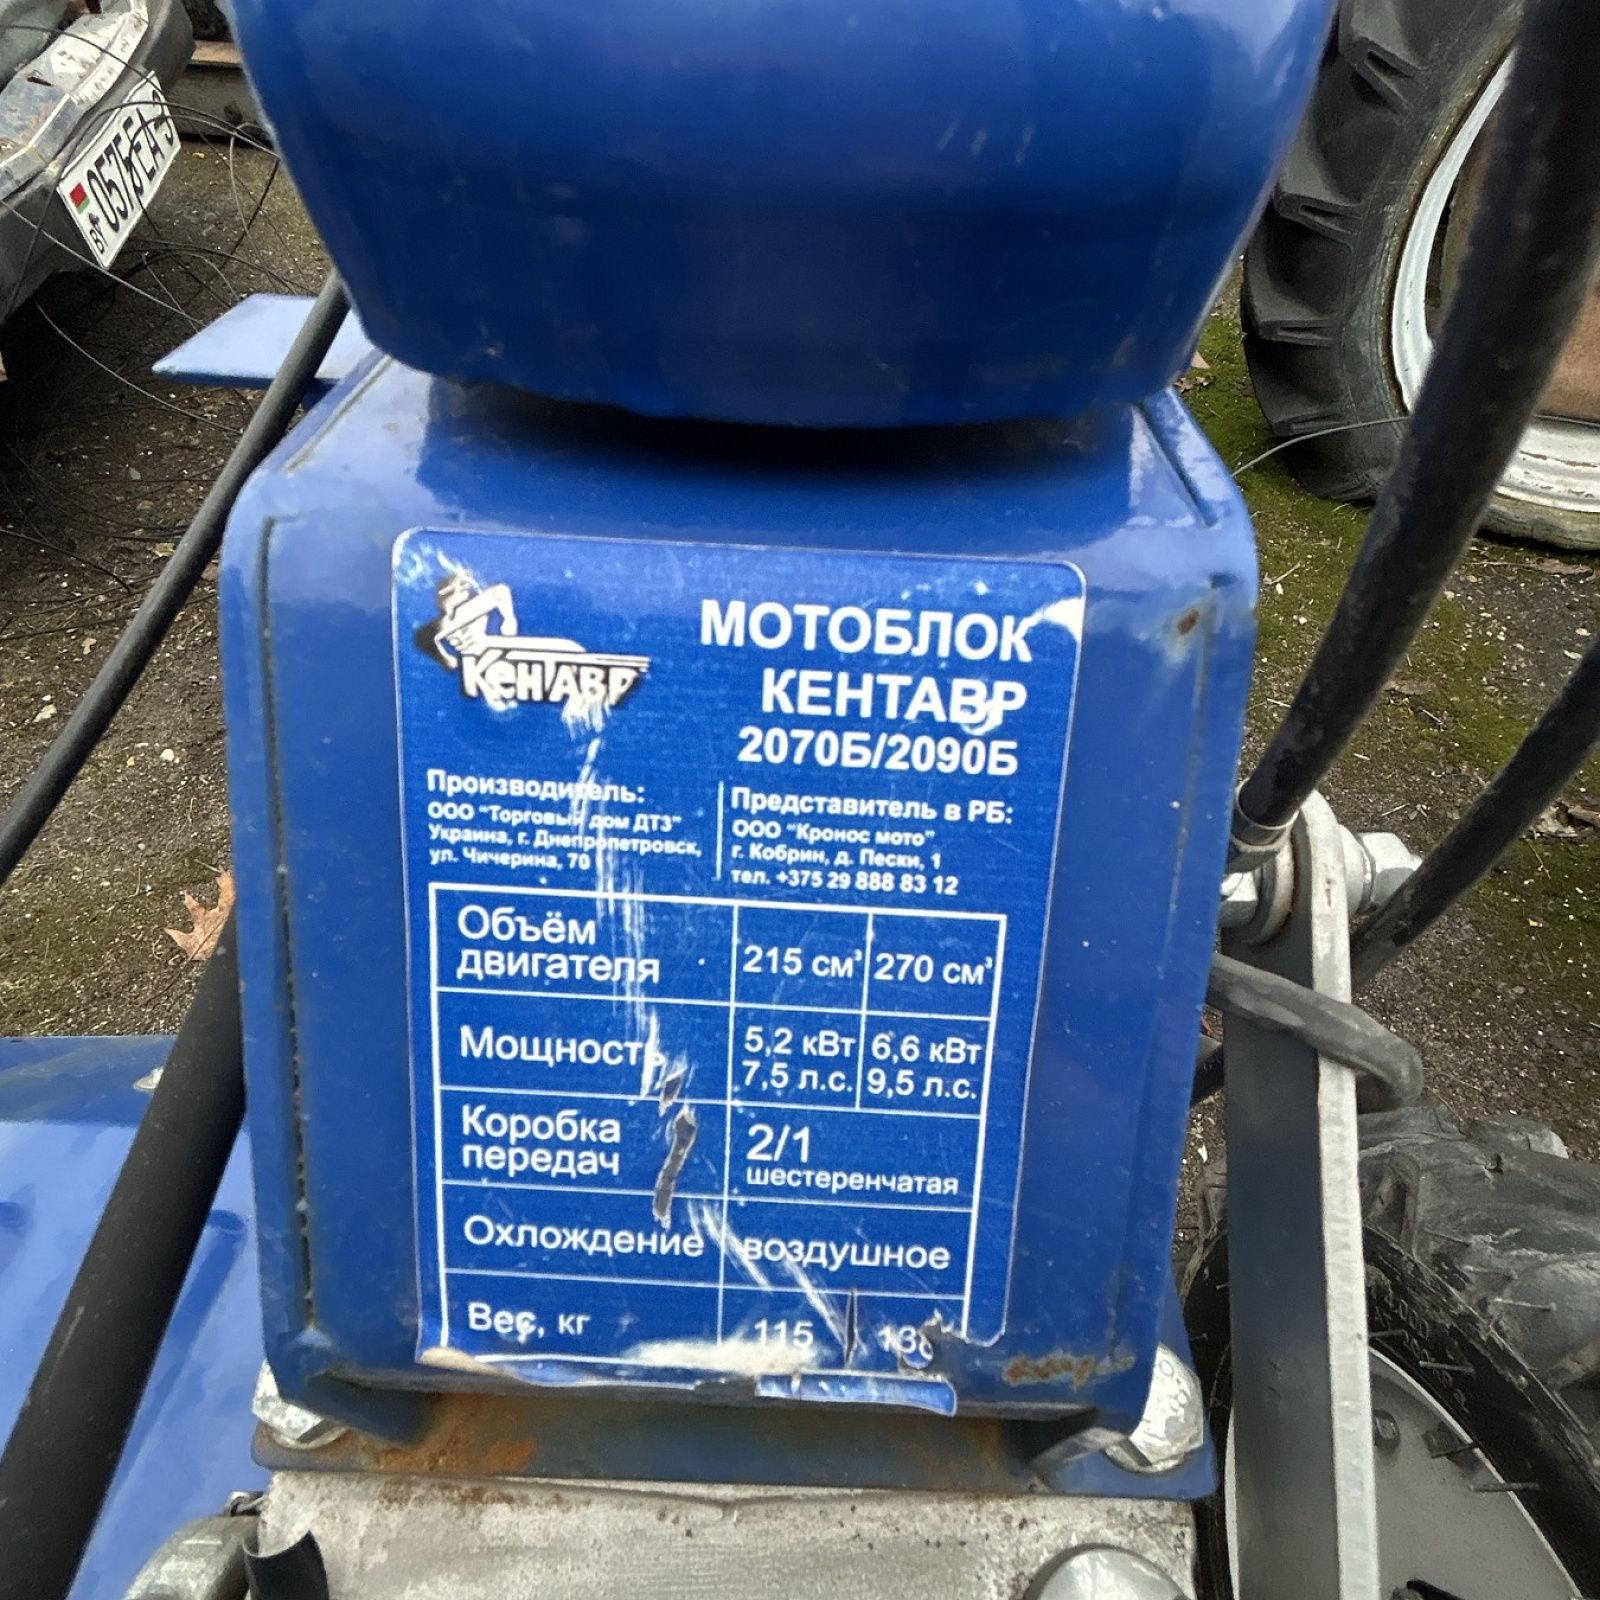 КЕНТАВР
МОТОБЛОК
КЕНТАВР
2070Б/2090Б
Производитель:
ООО "Торговый дом ДТЗ"
Украина, г. Днепропетровск,
ул. Чичерина, 70
Представитель в РБ:
ООО "Кронос мото"
г. Кобрин, д. Пески, 1
тел. +375 29 888 83 12
Объём
двигателя
215 см³ 270 см³
Мощность
5,2 кВт 6,6 кВт
7,5 л.с. 9,5 л.с.
Коробка
передач
2/1
шестеренчатая
Охлождение воздушное
Вес, кг 115